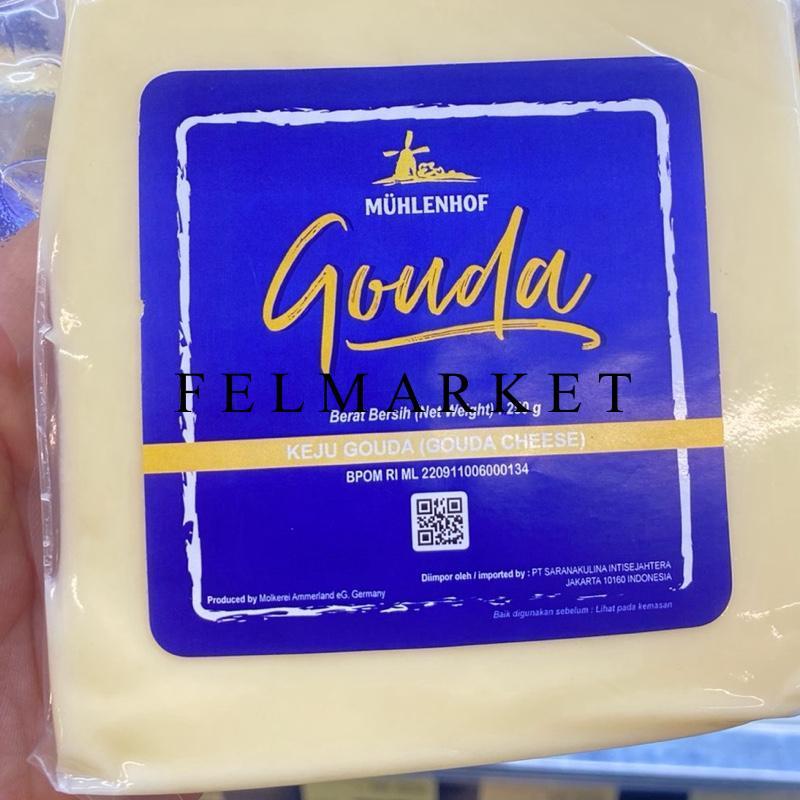 MÜHLENHOF
Gouda
FELMARKET
Berat Bersih (Net Weight) : g
KEJU GOUDA (GOUDA CHEESE)
BPOM RI ML 220911006000134
Diimpor oleh / imported by : PT SARANAKULINA INTISEJAHTERA
JAKARTA 10160 INDONESIA
Produced by Molkerei Ammerland eG. Germany
Baik digunakan sebelum : Lihat pada kemasan